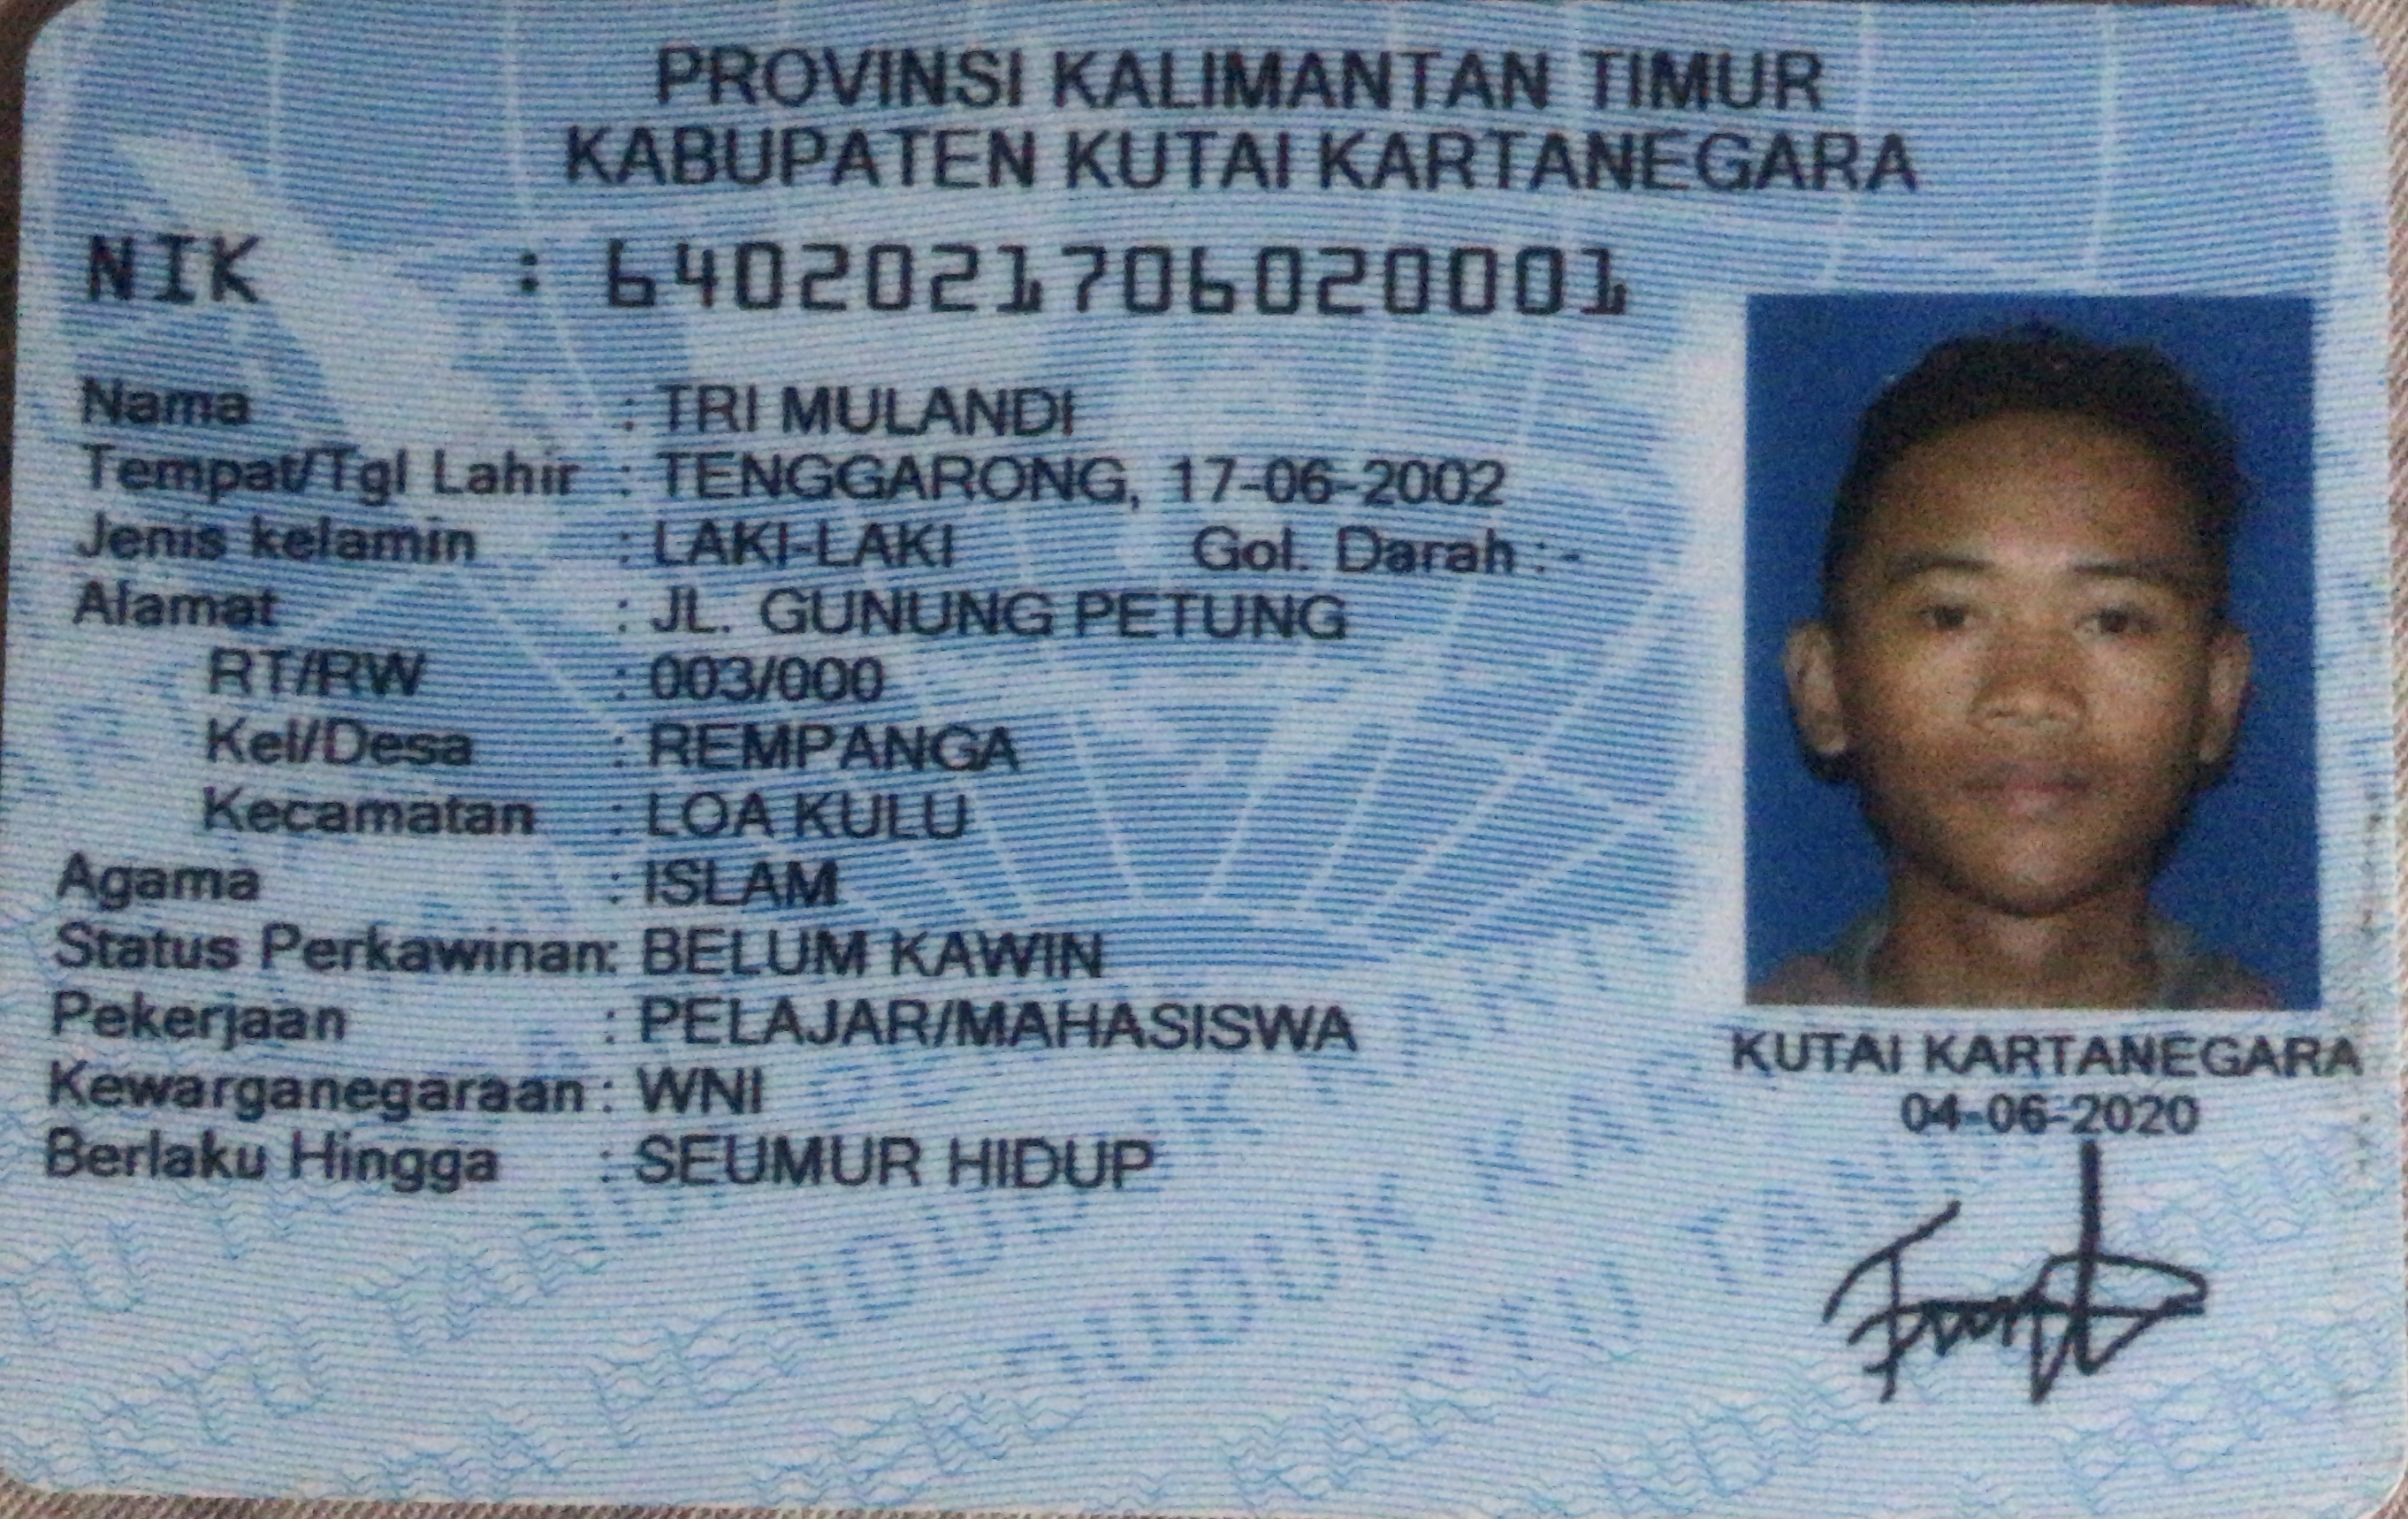 PROVINSI KALIMANTAN TIMUR
KABUPATEN KUTAI KARTANEGARA
NIK : 6402021706020001
Nama : TRI MULANDI
Tempat/Tgl Lahir : TENGGARONG, 17-06-2002
Jenis kelamin : LAKI-LAKI Gol. Darah : -
Alamat : JL. GUNUNG PETUNG
RT/RW : 003/000
Kel/Desa : REMPANGA
Kecamatan : LOA KULU
Agama : ISLAM
Status Perkawinan: BELUM KAWIN
Pekerjaan : PELAJAR/MAHASISWA
Kewarganegaraan : WNI
Berlaku Hingga : SEUMUR HIDUP
KUTAI KARTANEGARA
04-06-2020